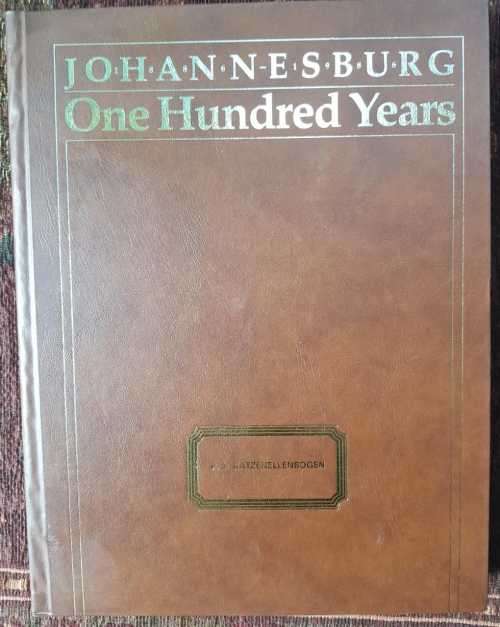 J·O·H·A·N·N·E·S·B·U·R·G
One Hundred Years
KATZENELLENBOGEN